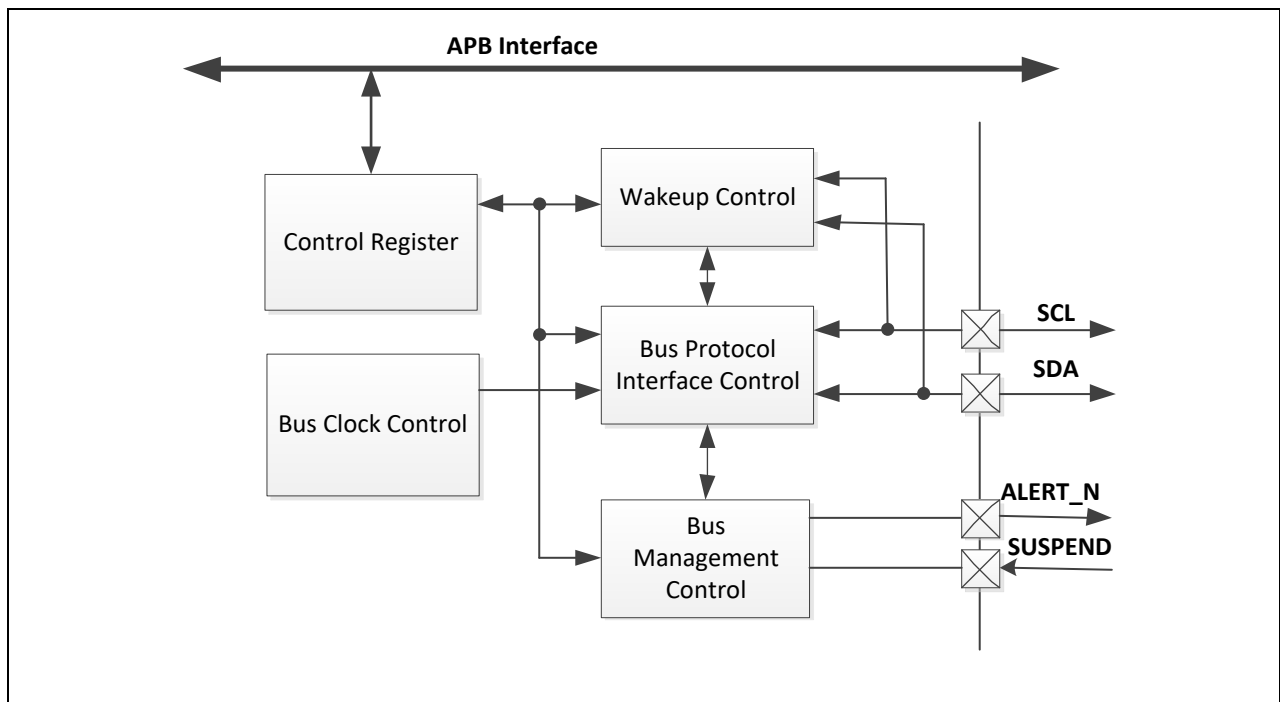 APB Interface
Wakeup Control
Control Register
SCL
Bus Protocol
Interface Control
SDA
Bus Clock Control
ALERT_N
Bus
Management
Control
SUSPEND